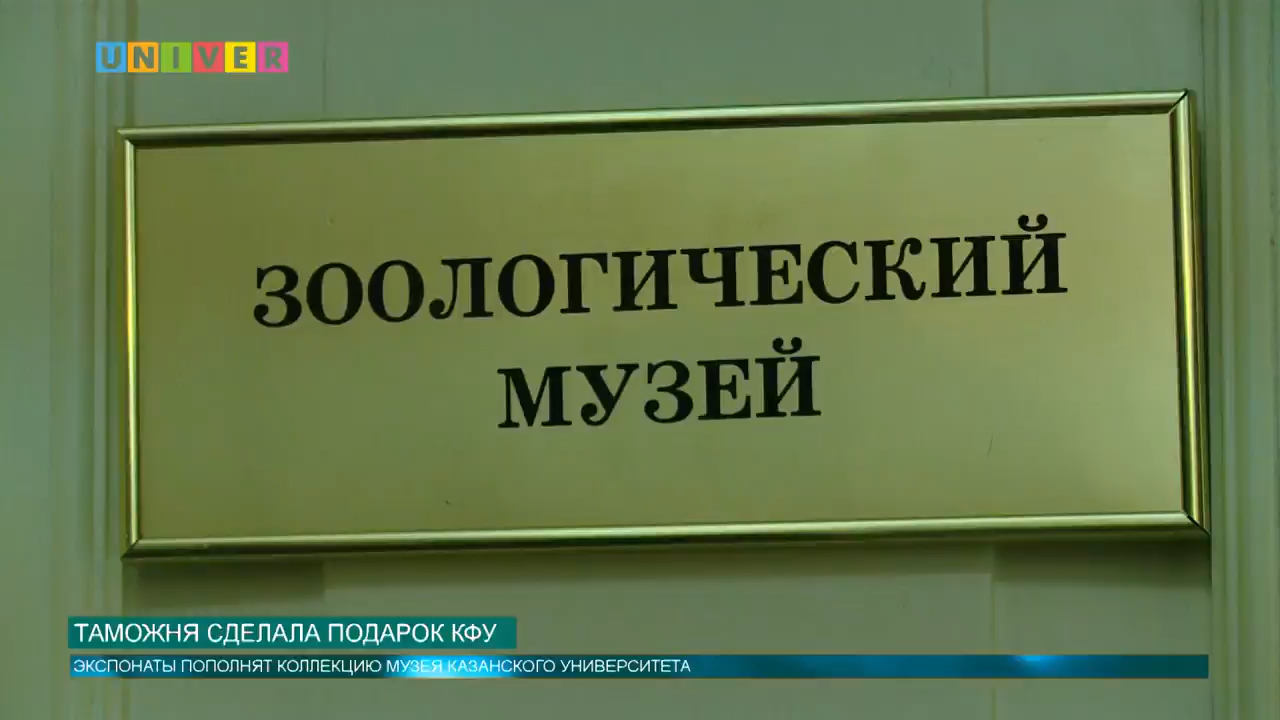 UNIVER
ЗООЛОГИЧЕСКИЙ
МУЗЕЙ
ТАМОЖНЯ СДЕЛАЛА ПОДАРОК КФУ
ЭКСПОНАТЫ ПОПОЛНЯТ КОЛЛЕКЦИЮ МУЗЕЯ КАЗАНСКОГО УНИВЕРСИТЕТА